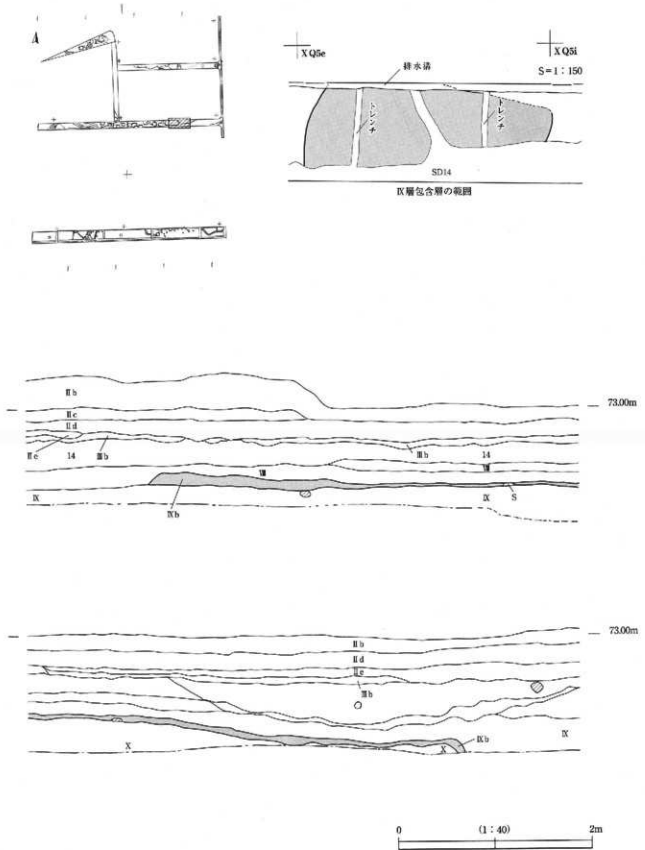 X Q5e
X Q5i
S=1:150
排水溝
トレンチ
トレンチ
SD14
Ⅸ層包含層の範囲
Ⅱb
73.00m
Ⅱc
Ⅱd
Ⅱe
14
Ⅲb
Ⅲb
14
Ⅷ
Ⅷ
Ⅸ
Ⅸ
S
Ⅸb
73.00m
Ⅱb
Ⅱd
Ⅱe
Ⅲb
Ⅸ
Ⅸb
X
X
0 (1:40) 2m